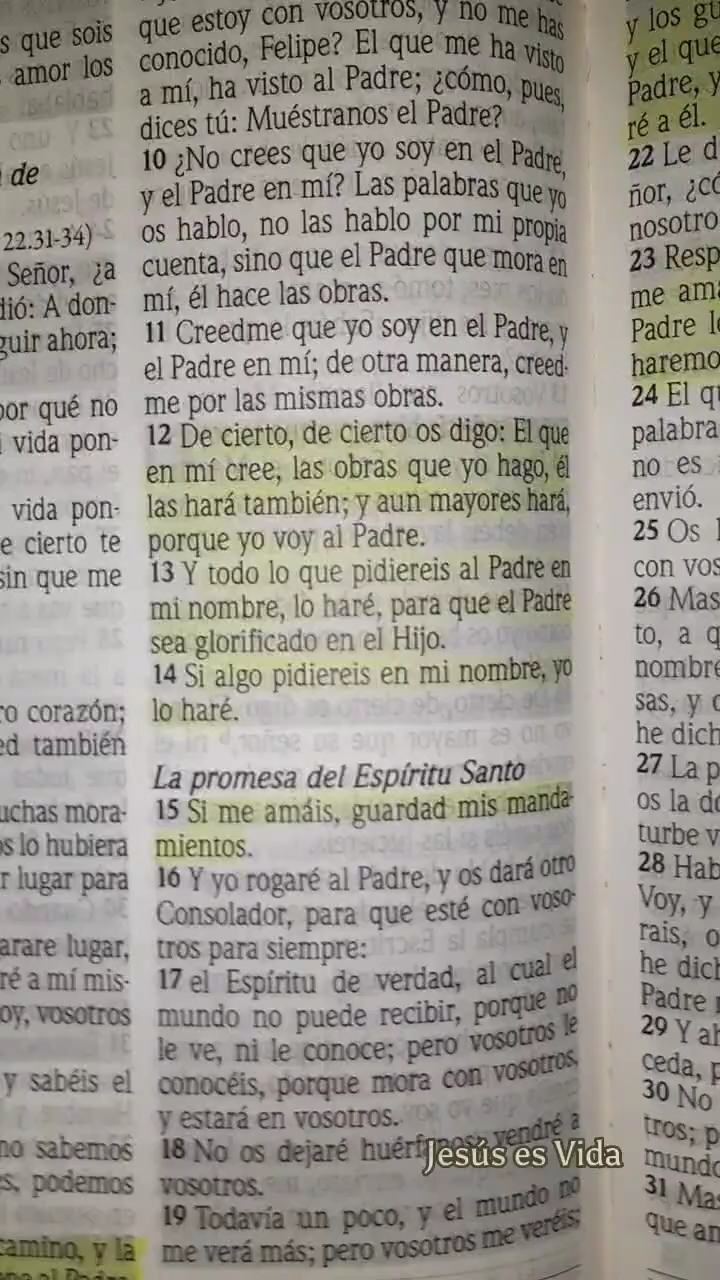 s que sois
amor los
de
22.31-34)
Señor, ¿a
dió: A don-
guir ahora;
por qué no
vida pon-
vida pon-
e cierto te
sin que me
ro corazón;
ed también
uchas mora-
os lo hubiera
r lugar para
arare lugar,
ré a mí mis-
oy, vosotros
y sabéis el
no sabemos
s, podemos
camino, y la
que estoy con vosotros, y no me has
conocido, Felipe? El que me ha visto
a mí, ha visto al Padre; ¿cómo, pues,
dices tú: Muéstranos el Padre?
10 ¿No crees que yo soy en el Padre,
y el Padre en mí? Las palabras que yo
os hablo, no las hablo por mi propia
cuenta, sino que el Padre que mora en
mí, él hace las obras.
11 Creedme que yo soy en el Padre, y
el Padre en mí; de otra manera, creed-
me por las mismas obras.
12 De cierto, de cierto os digo: El que
en mí cree, las obras que yo hago, él
las hará también; y aun mayores hará,
porque yo voy al Padre.
13 Y todo lo que pidiereis al Padre en
mi nombre, lo haré, para que el Padre
sea glorificado en el Hijo.
14 Si algo pidiereis en mi nombre, yo
lo haré.
La promesa del Espíritu Santo
15 Si me amáis, guardad mis manda-
mientos.
16 Y yo rogaré al Padre, y os dará otro
Consolador, para que esté con voso-
tros para siempre:
17 el Espíritu de verdad, al cual el
mundo no puede recibir, porque no
le ve, ni le conoce; pero vosotros le
conocéis, porque mora con vosotros,
y estará en vosotros.
18 No os dejaré huérfanos; vendré a
vosotros.
19 Todavía un poco, y el mundo no
me verá más; pero vosotros me veréis;
y los gu
y el que
Padre, y
ré a él.
22 Le d
ñor, ¿có
nosotro
23 Resp
me ama
Padre l
haremo
24 El qu
palabra
no es
envió.
25 Os
con vos
26 Mas
to, a q
nombre
sas, y
he dich
27 La p
os la do
turbe v
28 Hab
Voy, y
rais, o
he dich
Padre
29 Y ah
ceda, p
30 No
tros; p
mundo
31 Mas
que am
Jesús es Vida